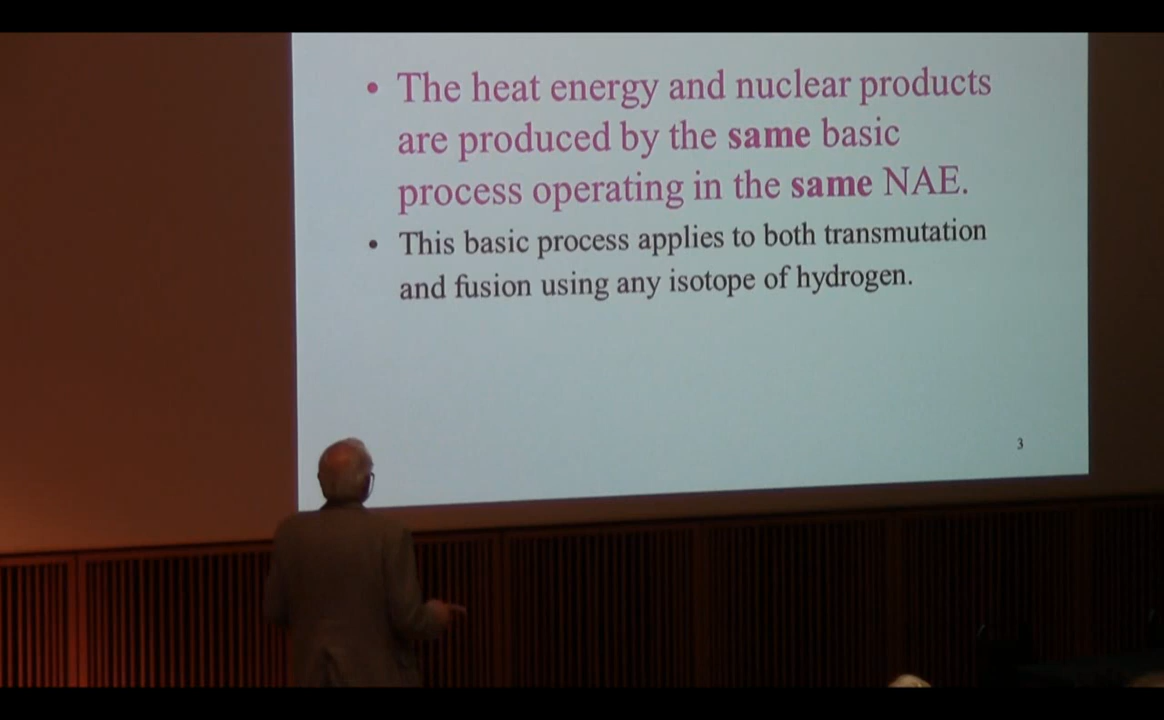 • The heat energy and nuclear products
are produced by the same basic
process operating in the same NAE.
• This basic process applies to both transmutation
and fusion using any isotope of hydrogen.
3